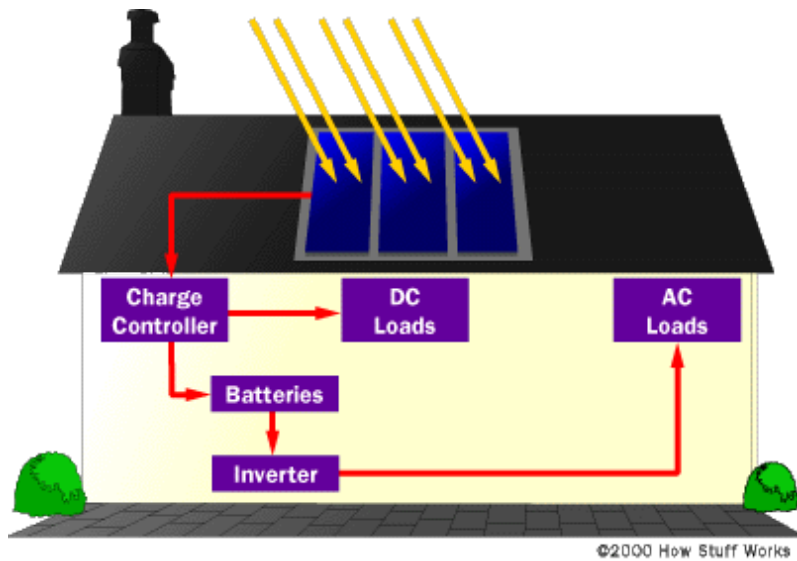 Charge
Controller
DC
Loads
AC
Loads
Batteries
Inverter
©2000 How Stuff Works